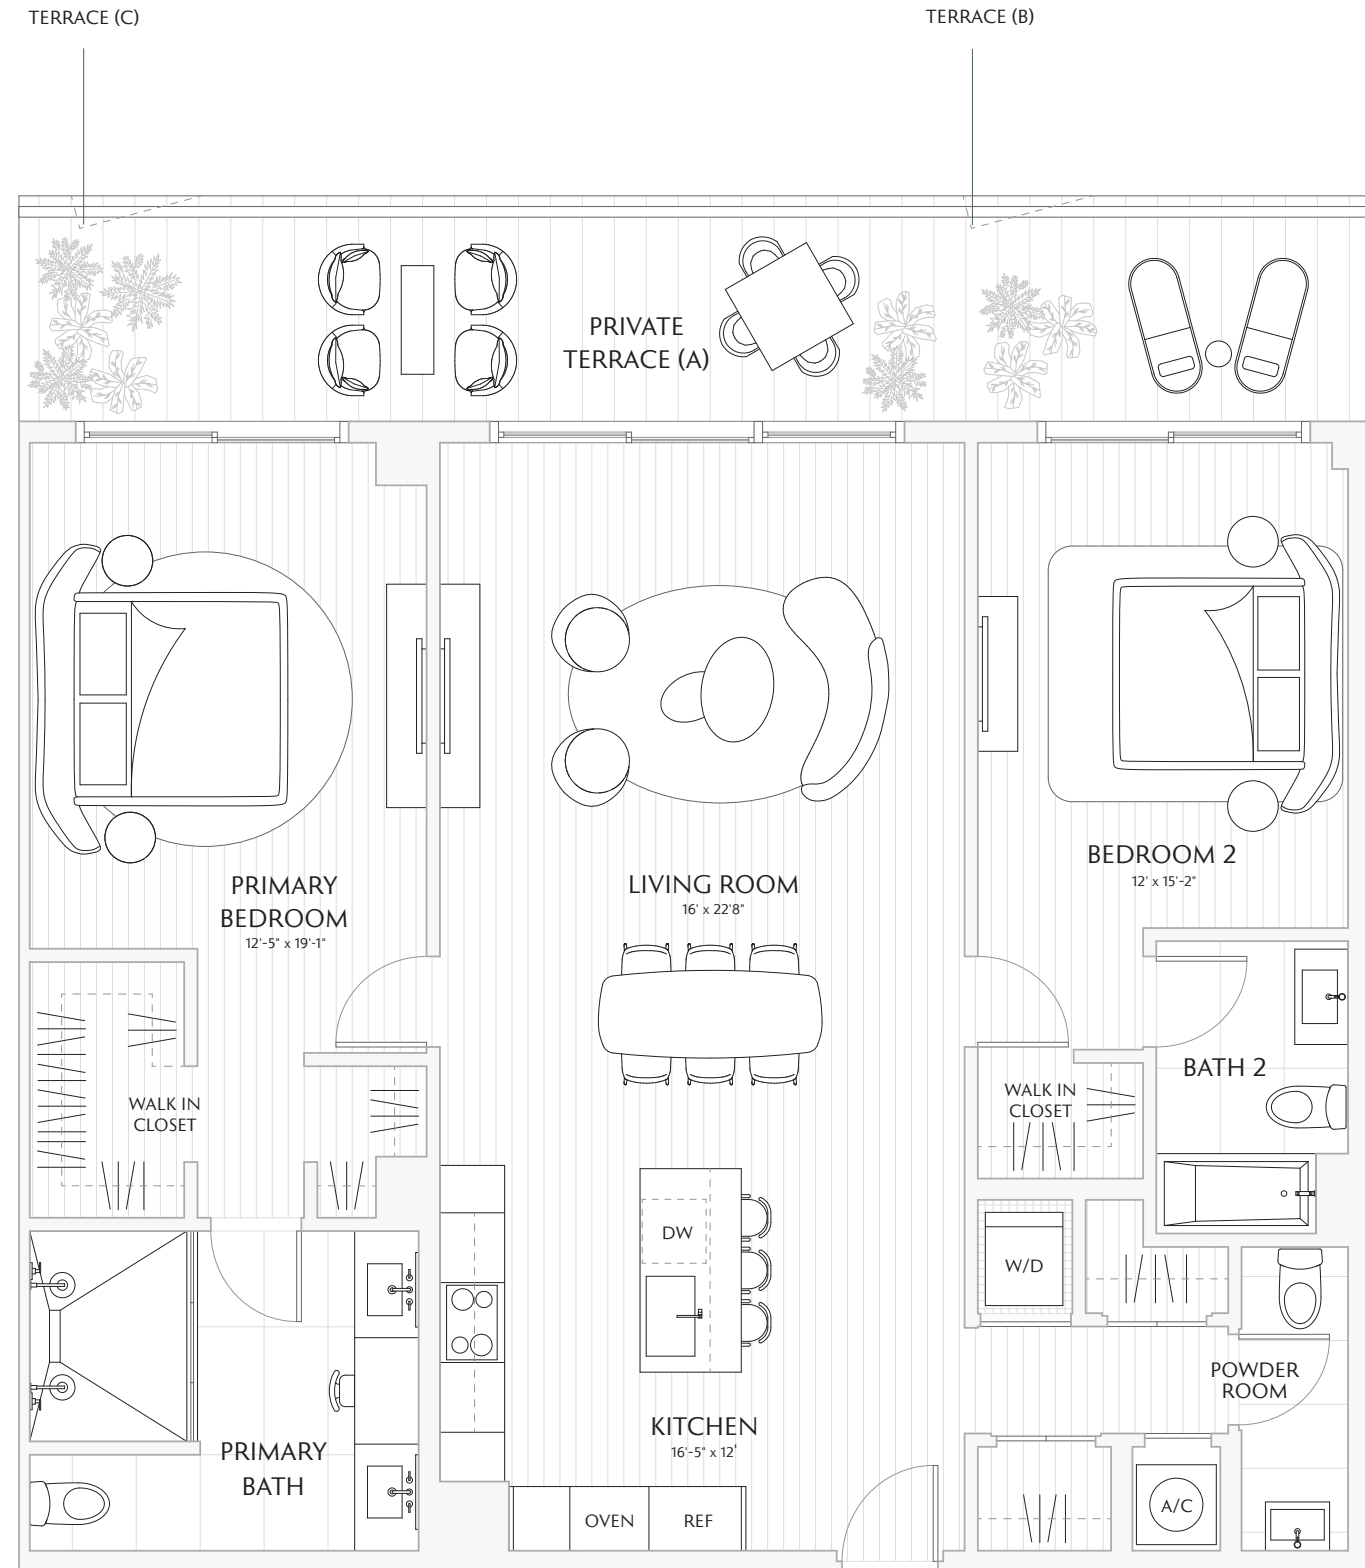 TERRACE (C)
TERRACE (B)
PRIVATE
TERRACE (A)
PRIMARY
BEDROOM
12'-5" x 19'-1"
LIVING ROOM
16' x 22'8"
BEDROOM 2
12' x 15'-2"
WALK IN
CLOSET
WALK IN
CLOSET
BATH 2
DW
W/D
POWDER
ROOM
KITCHEN
16'-5" x 12'
PRIMARY
BATH
OVEN
REF
A/C